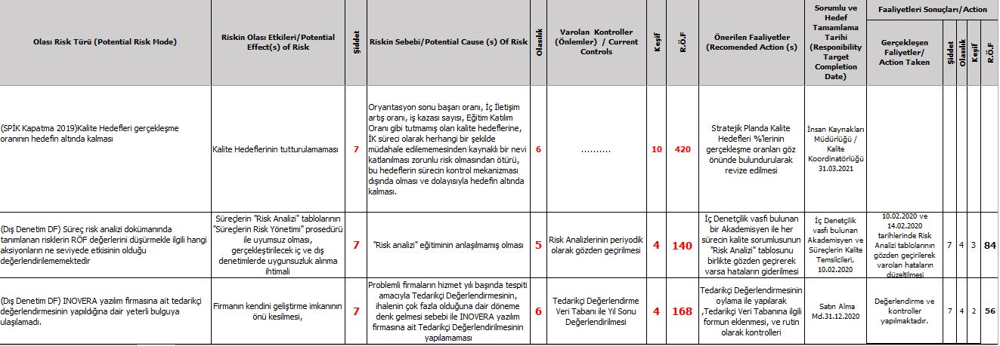 Olası Risk Türü (Potential Risk Mode)
Riskin Olası Etkileri/Potential
Effect(s) of Risk
Şiddet
Riskin Sebebi/Potential Cause (s) Of Risk
Olasılık
Varolan Kontroller
(Önlemler) / Current
Controls
Keşif
R.Ö.F
Önerilen Faaliyetler
(Recomended Action (s)
Sorumlu ve
Hedef
Tamamlama
Tarihi
(Responibility
Target
Completion
Date)
Faaliyetleri Sonuçları/Action
Gerçekleşen
Faliyetler/
Action Taken
Şiddet
Olasılık
Keşif
R.Ö.F
(SPİK Kapatma 2019)Kalite Hedefleri gerçekleşme
oranının hedefin altında kalması
Kalite Hedeflerinin tutturulamaması
7
Oryantasyon sonu başarı oranı, İç İletişim
artış oranı, iş kazası sayısı, Eğitim Katılım
Oranı gibi tutmamış olan kalite hedeflerine,
İK süreci olarak herhangi bir şekilde
müdahale edilememesinden kaynaklı bir nevi
katlanılması zorunlu risk olmasından ötürü,
bu hedeflerin sürecin kontrol mekanizması
dışında olması ve dolayısıyla hedefin altında
kalması.
6
..........
10
420
Stratejik Planda Kalite
Hedefleri %'lerinin
gerçekleşme oranları göz
önünde bulundurularak
revize edilmesi
İnsan Kaynakları
Müdürlüğü /
Kalite
Koordinatörlüğü
31.03.2021
(Dış Denetim DF) Süreç risk analizi dokümanında
tanımlanan risklerin RÖF değerlerini düşürmekle ilgili hangi
aksiyonların ne seviyede etkisinin olduğu
değerlendirilememektedir
Süreçlerin "Risk Analizi" tablolarının
"Süreçlerin Risk Yönetimi" prosedürü
ile uyumsuz olması,
gerçekleştirilecek iç ve dış
denetimlerde uygunsuzluk alınma
ihtimali
7
"Risk analizi" eğitiminin anlaşılmamış olması
5
Risk Analizlerinin periyodik
olarak gözden geçirilmesi
4
140
İç Denetçilik vasfı bulunan
bir Akademisyen ile her
sürecin kalite sorumlusunun
"Risk Analizi" tablosunu
birlikte gözden geçirerek
varsa hataların giderilmesi
İç Denetçilik
vasfı bulunan
Akademisyen ve
Süreçlerin Kalite
Temsilcileri,
10.02.2020
10.02.2020 ve
14.02.2020
tarihlerinde Risk
Analizi tablolarının
gözden geçirilerek
varolan hataların
düzeltilmesi
7
4
3
84
(Dış Denetim DF) INOVERA yazılım firmasına ait tedarikçi
değerlendirmesinin yapıldığına dair yeterli bulguya
ulaşılamadı.
Firmanın kendini geliştirme imkanının
önü kesilmesi,
7
Problemli firmaların hizmet yılı başında tespiti
amacıyla Tedarikçi Değerlendirmesinin,
ihalenin çok fazla olduğuna dair döneme
denk gelmesi sebebi ile INOVERA yazılım
firmasına ait Tedarikçi Değerlendirilmesinin
yapılamaması
6
Tedarikçi Değerlendirme
Veri Tabanı ile Yıl Sonu
Değerlendirilmesi
4
168
Tedarikçi Değerlendirmesinin
oylama ile yapılarak
,Tedarikçi Veri Tabanına ilgili
formun eklenmesi, ve rutin
olarak kontrolleri
Satın Alma
Md.31.12.2020
Değerlendirme ve
kontroller
yapılmaktadır.
7
4
2
56